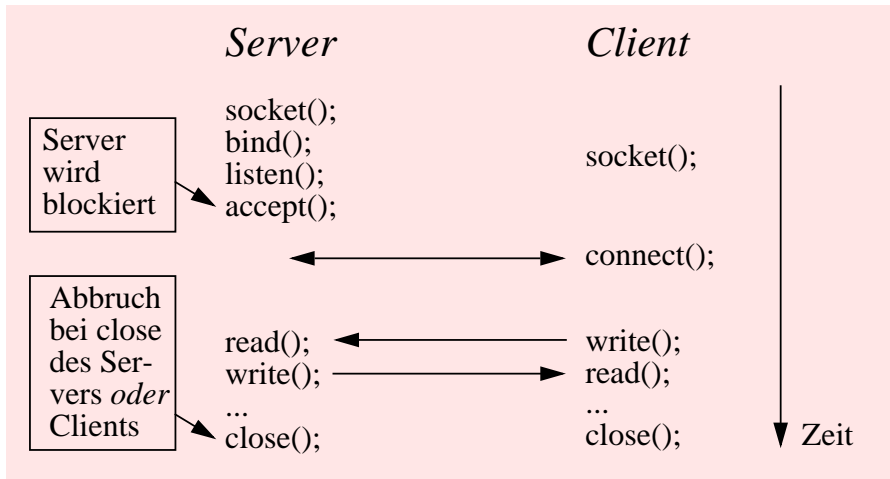 Server
Client
socket();
bind();
listen();
accept();
Server
wird
blockiert
socket();
connect();
Abbruch
bei close
des Ser-
vers oder
Clients
read();
write();
...
close();
write();
read();
...
close();
Zeit